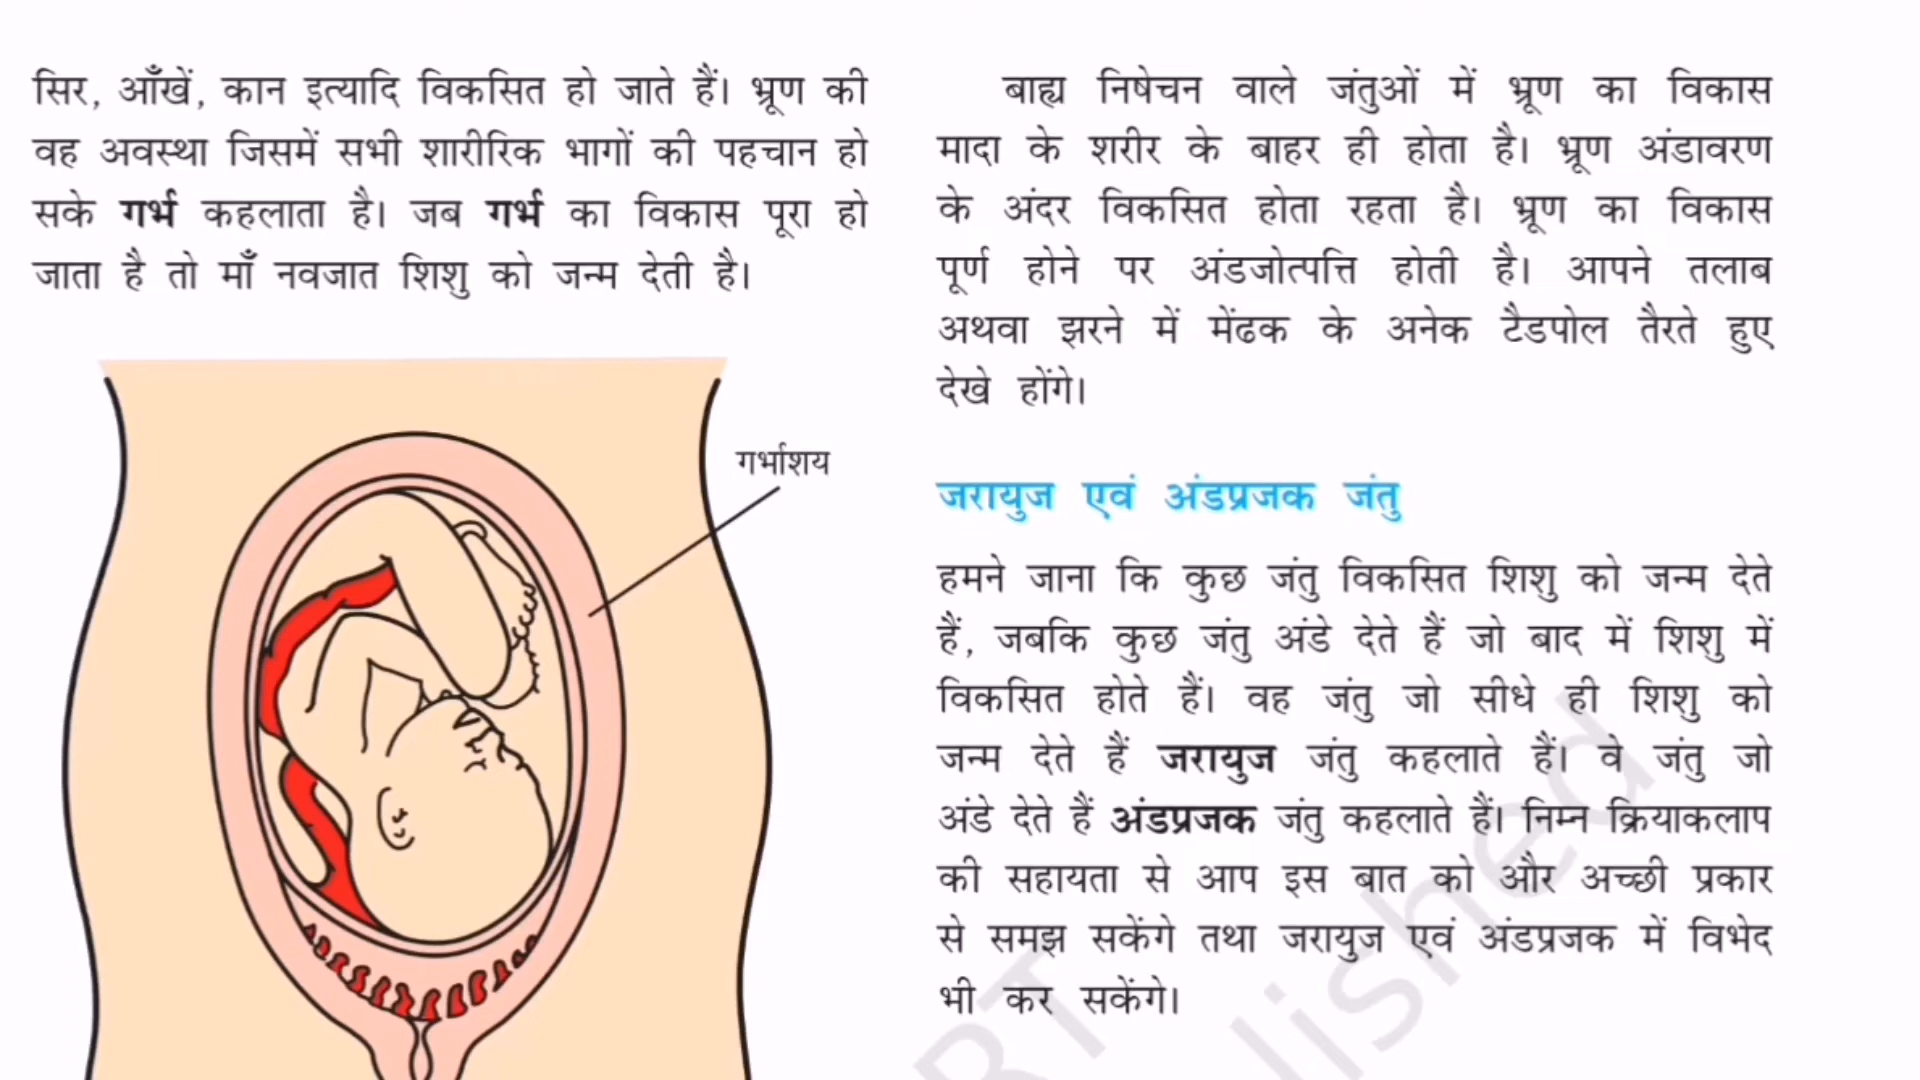 सिर, आँखें, कान इत्यादि विकसित हो जाते हैं। भ्रूण की
वह अवस्था जिसमें सभी शारीरिक भागों की पहचान हो
सके गर्भ कहलाता है। जब गर्भ का विकास पूरा हो
जाता है तो माँ नवजात शिशु को जन्म देती है।
गर्भाशय
बाह्य निषेचन वाले जंतुओं में भ्रूण का विकास
मादा के शरीर के बाहर ही होता है। भ्रूण अंडावरण
के अंदर विकसित होता रहता है। भ्रूण का विकास
पूर्ण होने पर अंडजोत्पत्ति होती है। आपने तलाब
अथवा झरने में मेंढक के अनेक टैडपोल तैरते हुए
देखे होंगे।
जरायुज एवं अंडप्रजक जंतु
हमने जाना कि कुछ जंतु विकसित शिशु को जन्म देते
हैं, जबकि कुछ जंतु अंडे देते हैं जो बाद में शिशु में
विकसित होते हैं। वह जंतु जो सीधे ही शिशु को
जन्म देते हैं जरायुज जंतु कहलाते हैं। वे जंतु जो
अंडे देते हैं अंडप्रजक जंतु कहलाते हैं। निम्न क्रियाकलाप
की सहायता से आप इस बात को और अच्छी प्रकार
से समझ सकेंगे तथा जरायुज एवं अंडप्रजक में विभेद
भी कर सकेंगे।